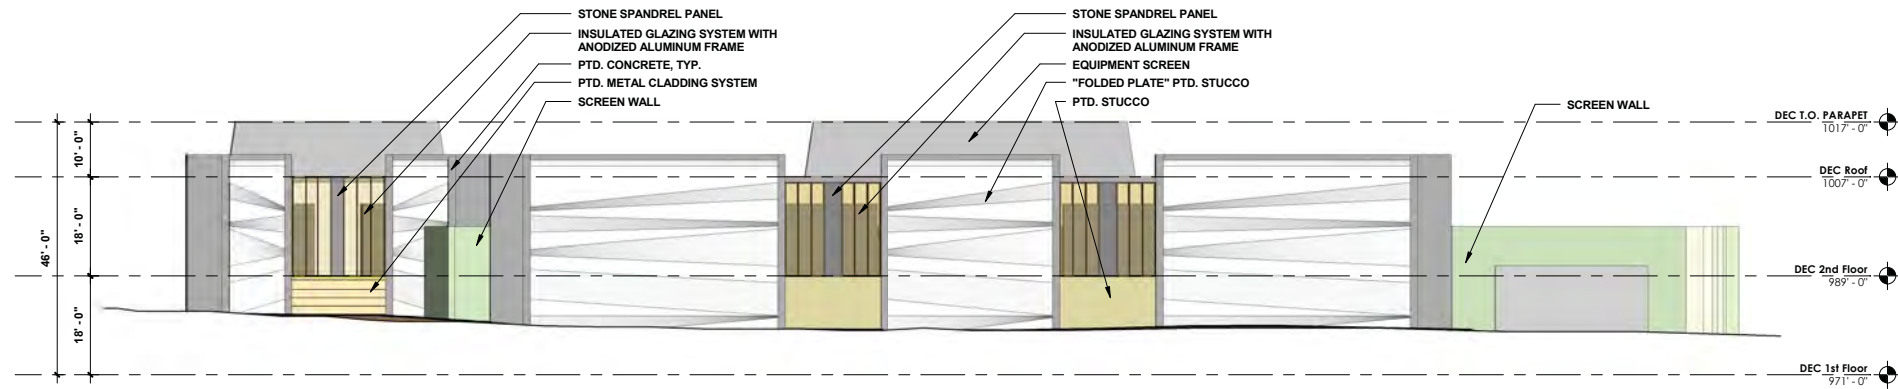 STONE SPANDREL PANEL
INSULATED GLAZING SYSTEM WITH
ANODIZED ALUMINUM FRAME
PTD. CONCRETE, TYP.
PTD. METAL CLADDING SYSTEM
SCREEN WALL
STONE SPANDREL PANEL
INSULATED GLAZING SYSTEM WITH
ANODIZED ALUMINUM FRAME
EQUIPMENT SCREEN
"FOLDED PLATE" PTD. STUCCO
PTD. STUCCO
SCREEN WALL
DEC T.O. PARAPET
1017' - 0"
DEC Roof
1007' - 0"
DEC 2nd Floor
989' - 0"
DEC 1st Floor
971' - 0"
46' - 0"
10' - 0"
18' - 0"
18' - 0"